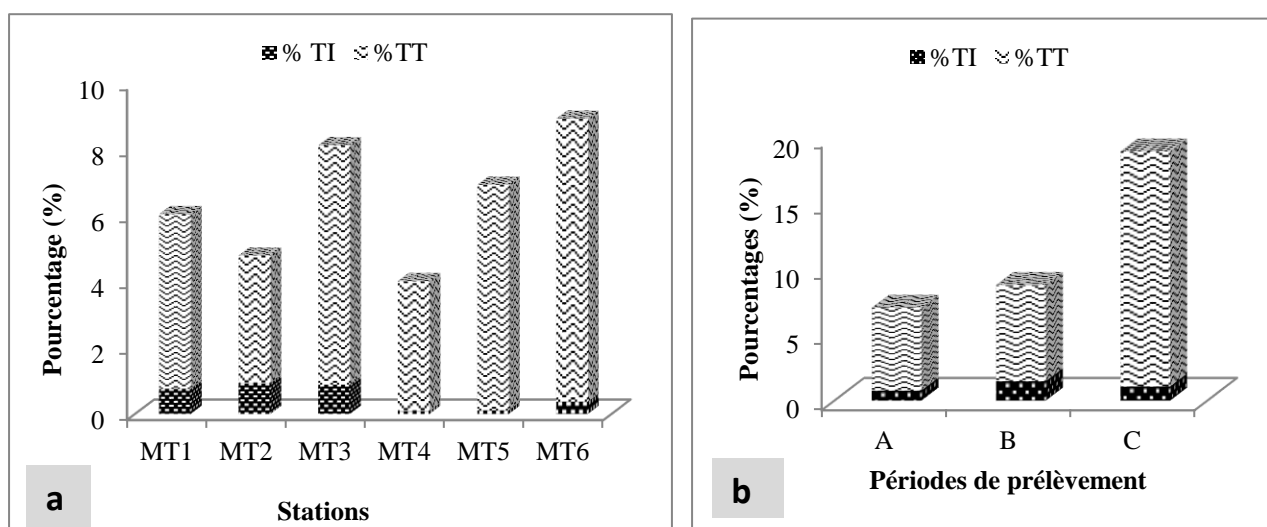 % TI %TT
Pourcentage (%)
10
8
6
4
2
0
MT1 MT2 MT3 MT4 MT5 MT6
Stations
a
%TI %TT
Pourcentages (%)
20
15
10
5
0
A B C
Périodes de prélèvement
b